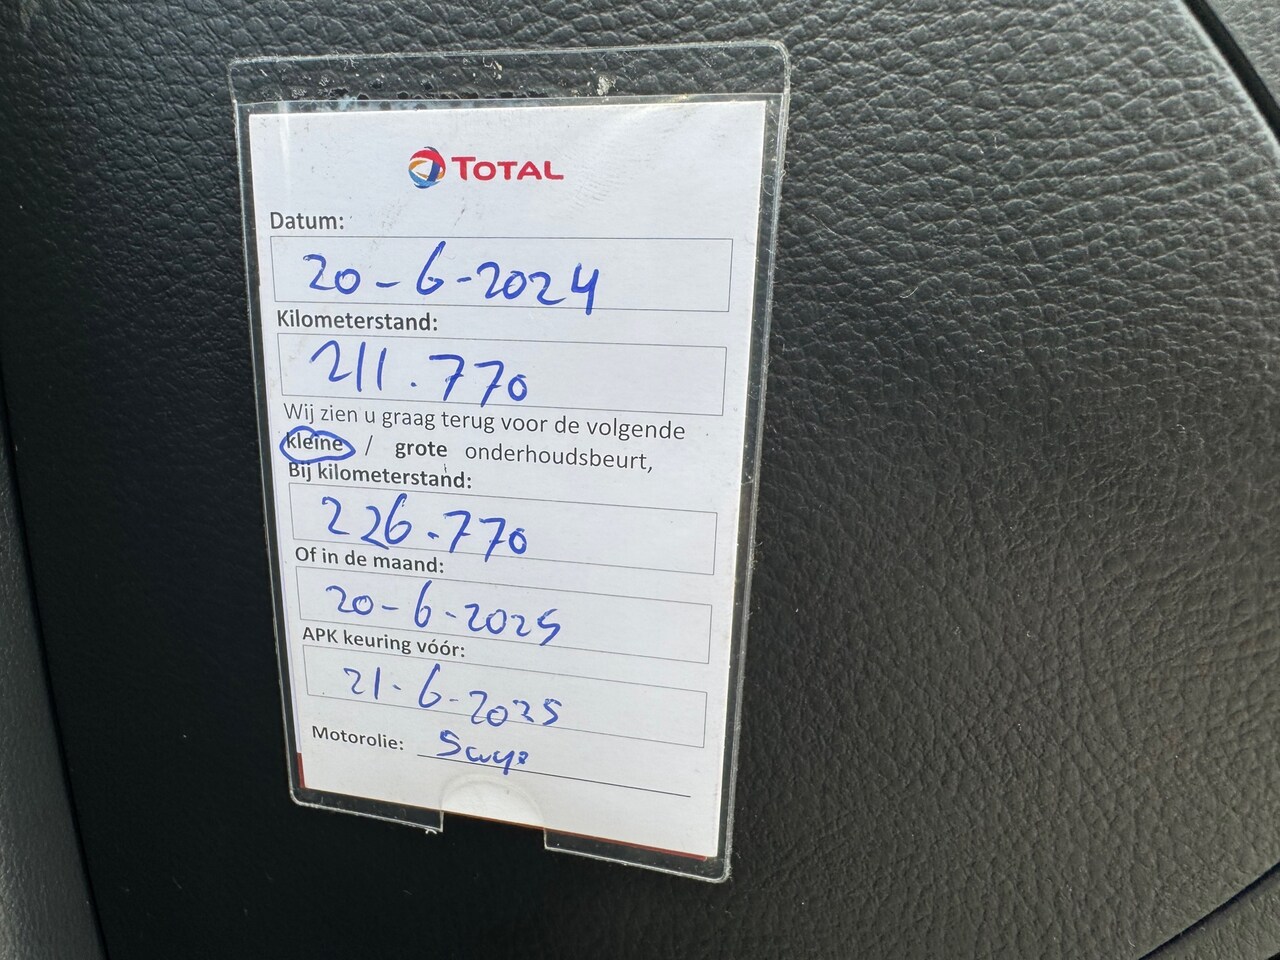 TOTAL
Datum:
20-6-2024
Kilometerstand:
211.770
Wij zien u graag terug voor de volgende
kleine / grote onderhoudsbeurt,
Bij kilometerstand:
226.770
Of in de maand:
20-6-2025
APK keuring vóór:
21-6-2025
Motorolie: